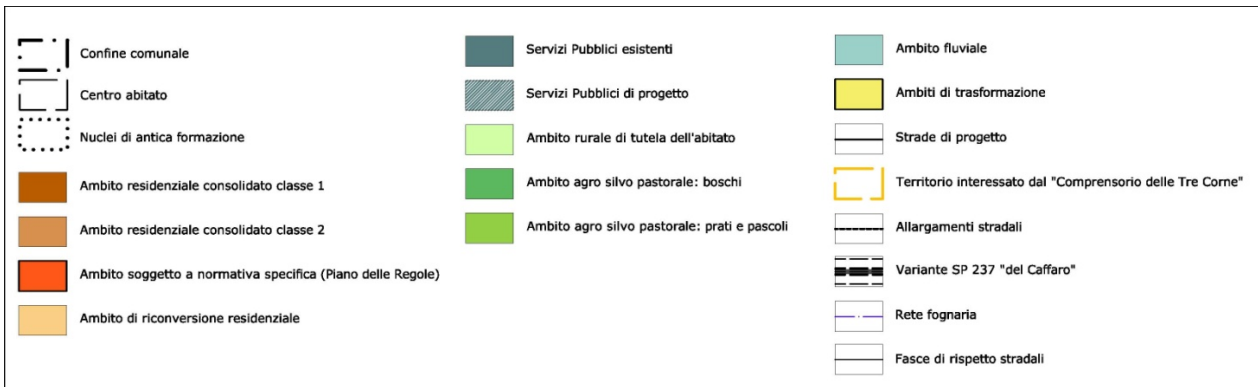 Confine comunale
Centro abitato
Nuclei di antica formazione
Ambito residenziale consolidato classe 1
Ambito residenziale consolidato classe 2
Ambito soggetto a normativa specifica (Piano delle Regole)
Ambito di riconversione residenziale
Servizi Pubblici esistenti
Servizi Pubblici di progetto
Ambito rurale di tutela dell'abitato
Ambito agro silvo pastorale: boschi
Ambito agro silvo pastorale: prati e pascoli
Ambito fluviale
Ambiti di trasformazione
Strade di progetto
Territorio interessato dal "Comprensorio delle Tre Corne"
Allargamenti stradali
Variante SP 237 "del Caffaro"
Rete fognaria
Fasce di rispetto stradali